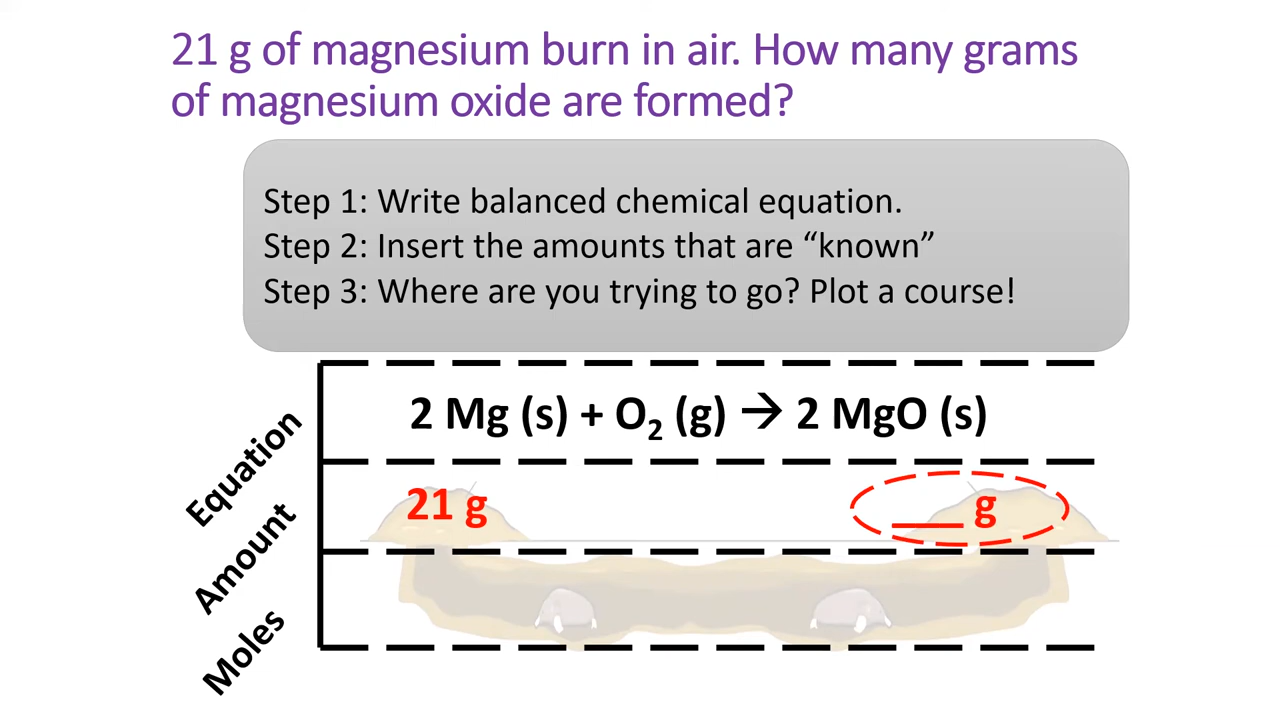 21 g of magnesium burn in air. How many grams
of magnesium oxide are formed?
Step 1: Write balanced chemical equation.
Step 2: Insert the amounts that are “known”
Step 3: Where are you trying to go? Plot a course!
Equation
2 Mg (s) + O₂ (g) → 2 MgO (s)
Amount
21 g
___ g
Moles